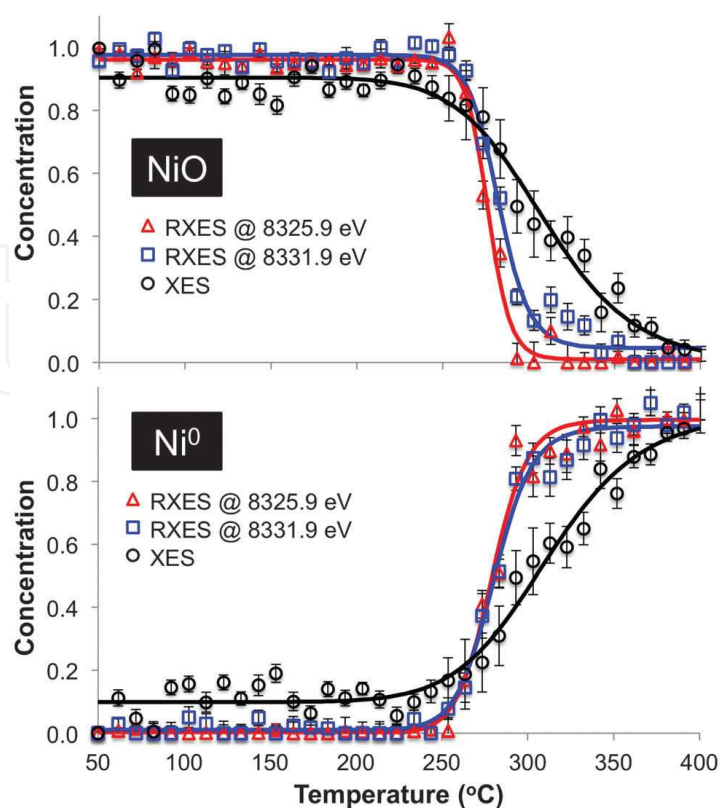 1.0
0.8
0.6
0.4
0.2
0.0
Concentration
NiO
RXES @ 8325.9 eV
RXES @ 8331.9 eV
XES
1.0
0.8
0.6
0.4
0.2
0.0
Concentration
Ni⁰
RXES @ 8325.9 eV
RXES @ 8331.9 eV
XES
50 100 150 200 250 300 350 400
Temperature (ºC)